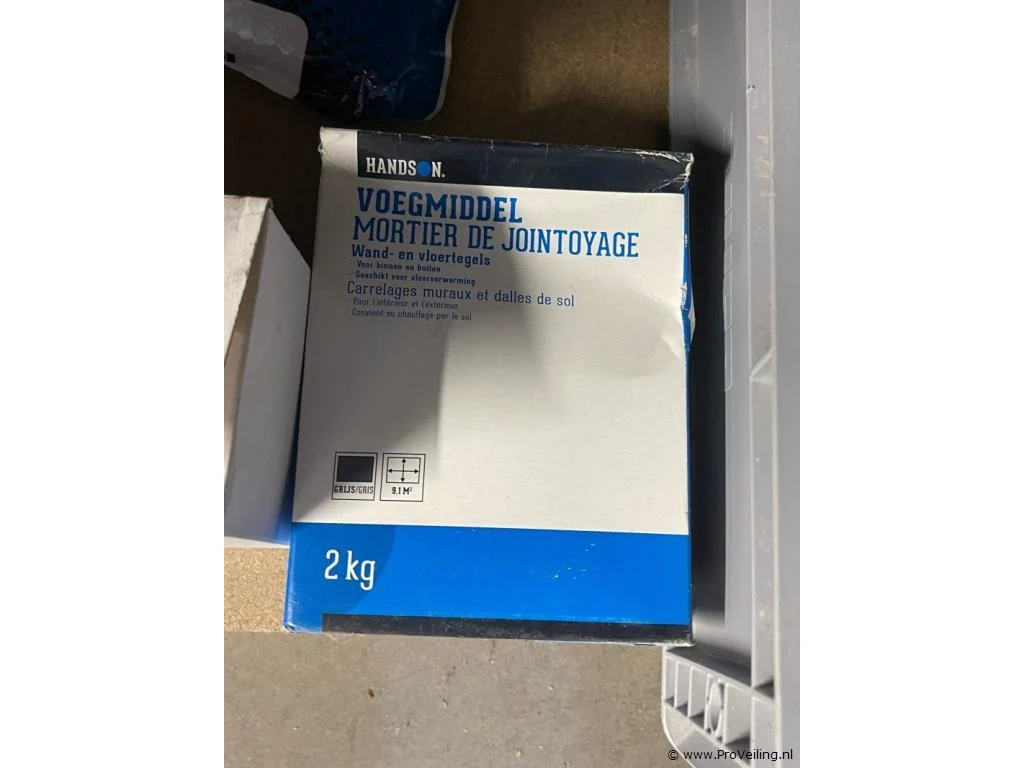 HANDSON.
VOEGMIDDEL
MORTIER DE JOINTOYAGE
Wand- en vloertegels
· Voor binnen en buiten
· Geschikt voor vloerverwarming
Carrelages muraux et dalles de sol
· Pour l'intérieur et l'extérieur
· Convient au chauffage par le sol
GRIJS/GRIS
9.1 M²
2 kg
© www.ProVeiling.nl